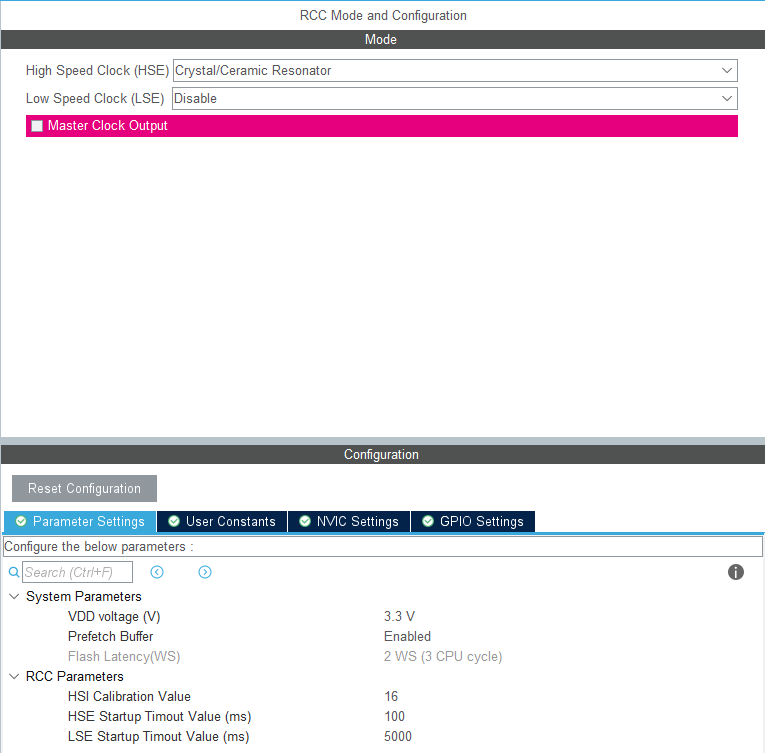 RCC Mode and Configuration
Mode
High Speed Clock (HSE) Crystal/Ceramic Resonator
Low Speed Clock (LSE) Disable
Master Clock Output
Configuration
Reset Configuration
Parameter Settings User Constants NVIC Settings GPIO Settings
Configure the below parameters :
Search (Ctrl+F)
System Parameters
VDD voltage (V) 3.3 V
Prefetch Buffer Enabled
Flash Latency(WS) 2 WS (3 CPU cycle)
RCC Parameters
HSI Calibration Value 16
HSE Startup Timout Value (ms) 100
LSE Startup Timout Value (ms) 5000